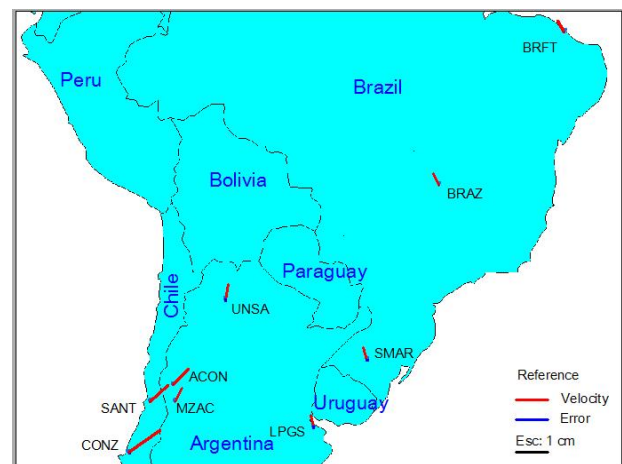 BRFT
Peru
Brazil
Bolivia
BRAZ
Paraguay
Chile
UNSA
SMAR
ACON
Reference
SANT
MZAC
Velocity
Uruguay
Error
LPGS
CONZ
Argentina
Esc: 1 cm